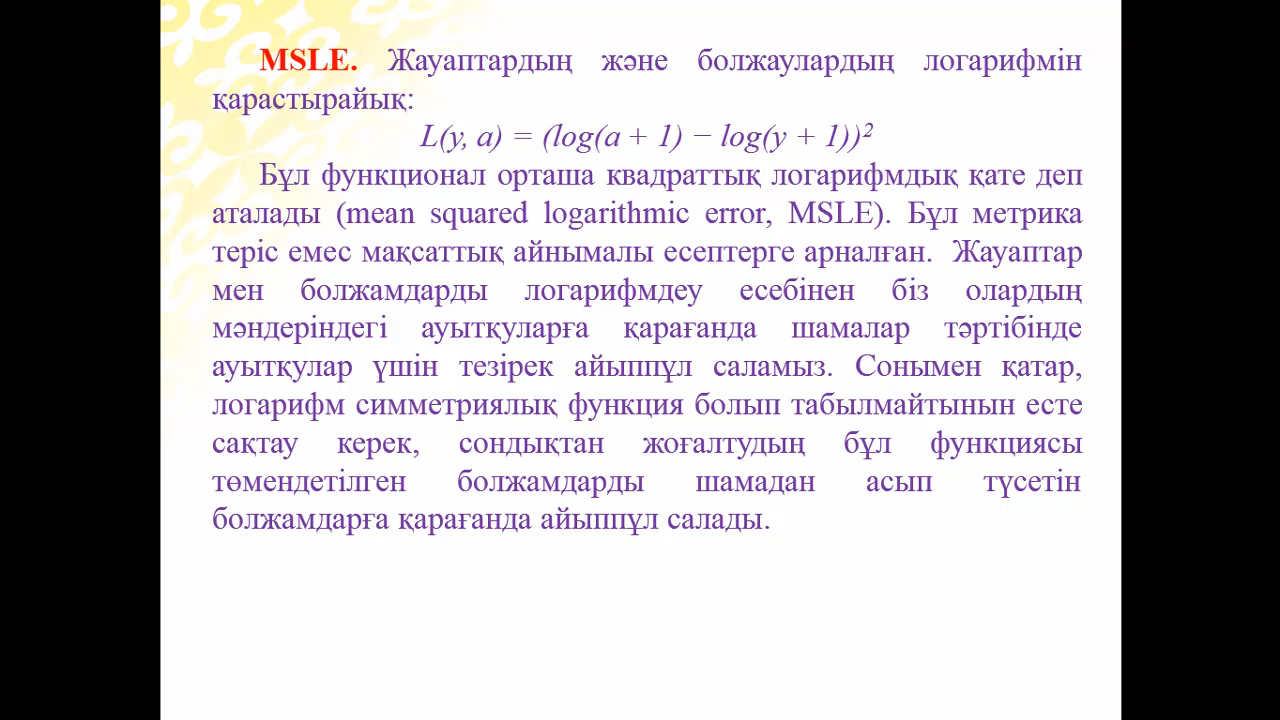 MSLE. Жауаптардың және болжаулардың логарифмін
қарастырайық:
L(y, a) = (log(a + 1) − log(y + 1))²
Бұл функционал орташа квадраттық логарифмдық қате деп
аталады (mean squared logarithmic error, MSLE). Бұл метрика
теріс емес мақсаттық айнымалы есептерге арналған. Жауаптар
мен болжамдарды логарифмдеу есебінен біз олардың
мәндеріндегі ауытқуларға қарағанда шамалар тәртібінде
ауытқулар үшін тезірек айыппұл саламыз. Сонымен қатар,
логарифм симметриялық функция болып табылмайтынын есте
сақтау керек, сондықтан жоғалтудың бұл функциясы
төмендетілген болжамдарды шамадан асып түсетін
болжамдарға қарағанда айыппұл салады.